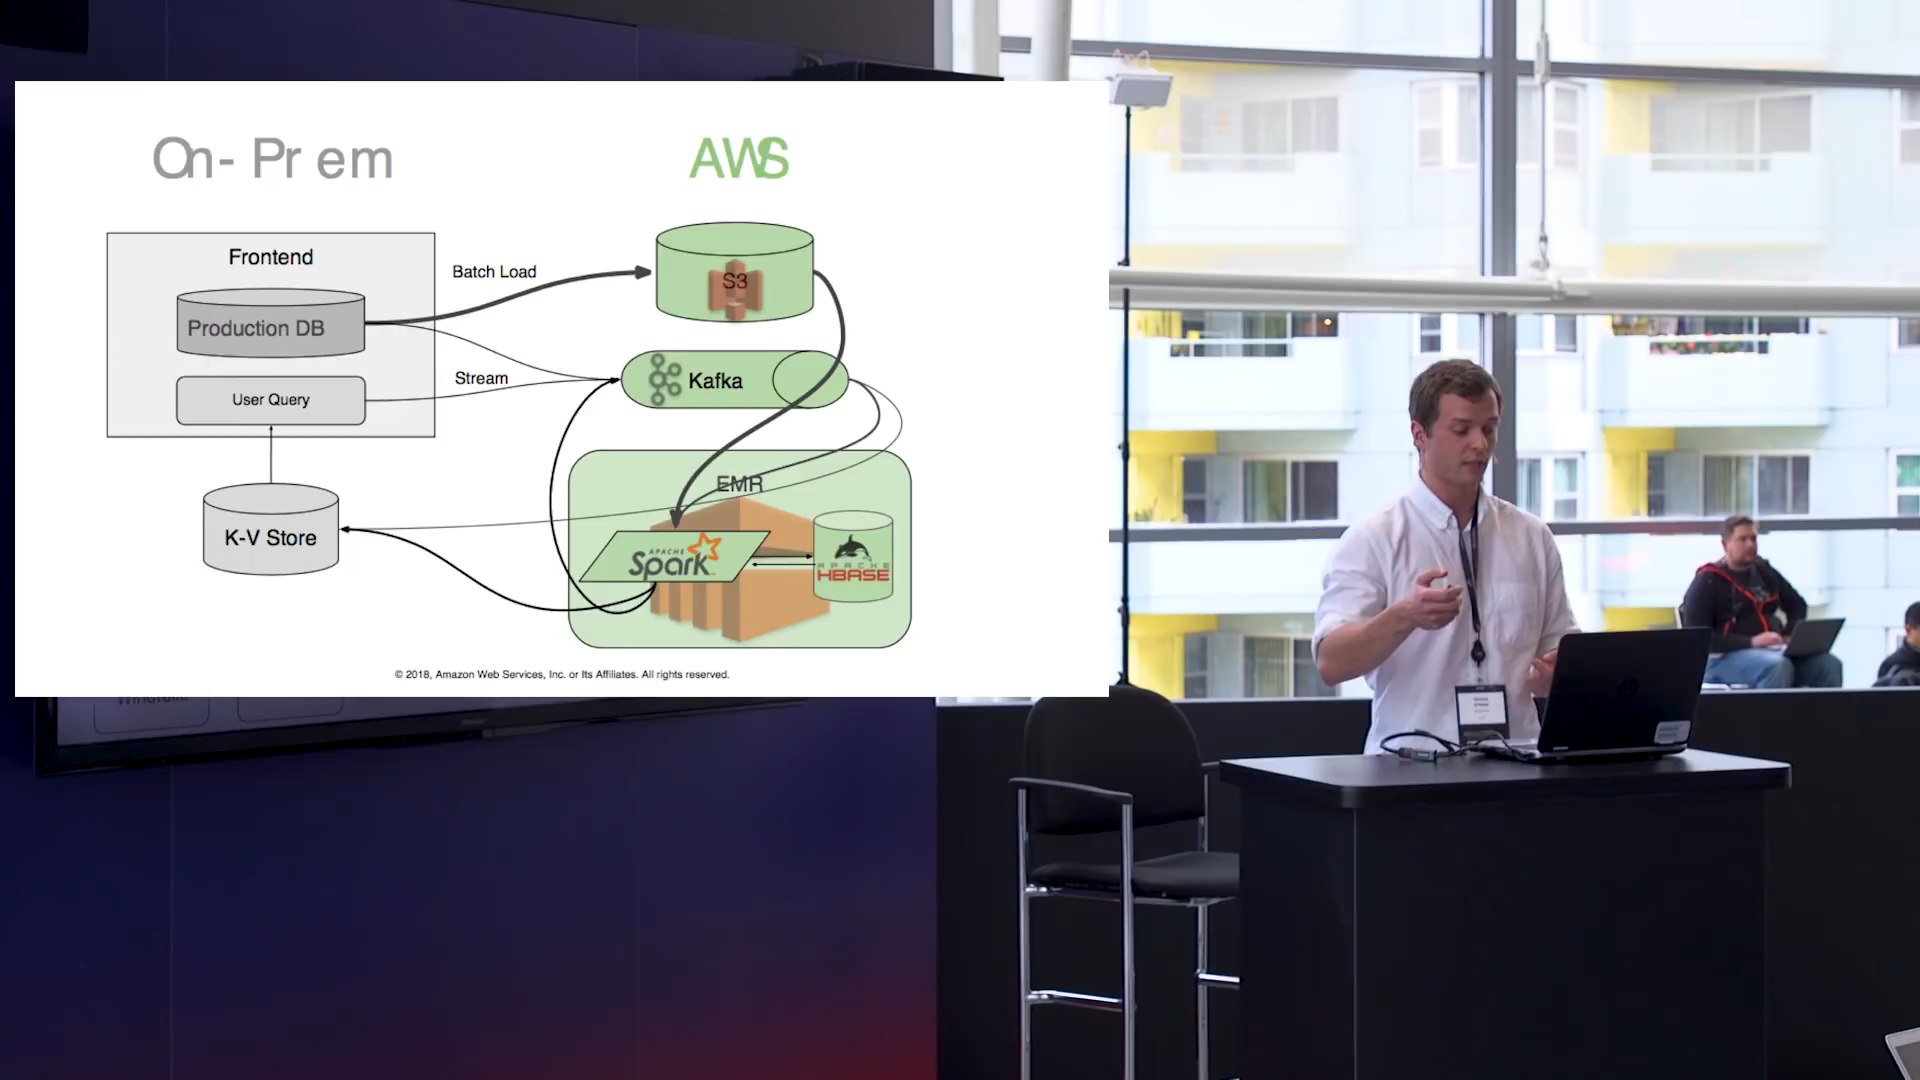 On-Prem
AWS
Frontend
Production DB
User Query
K-V Store
Batch Load
Stream
S3
Kafka
EMR
APACHE
Spark
APACHE
HBASE
© 2018, Amazon Web Services, Inc. or Its Affiliates. All rights reserved.